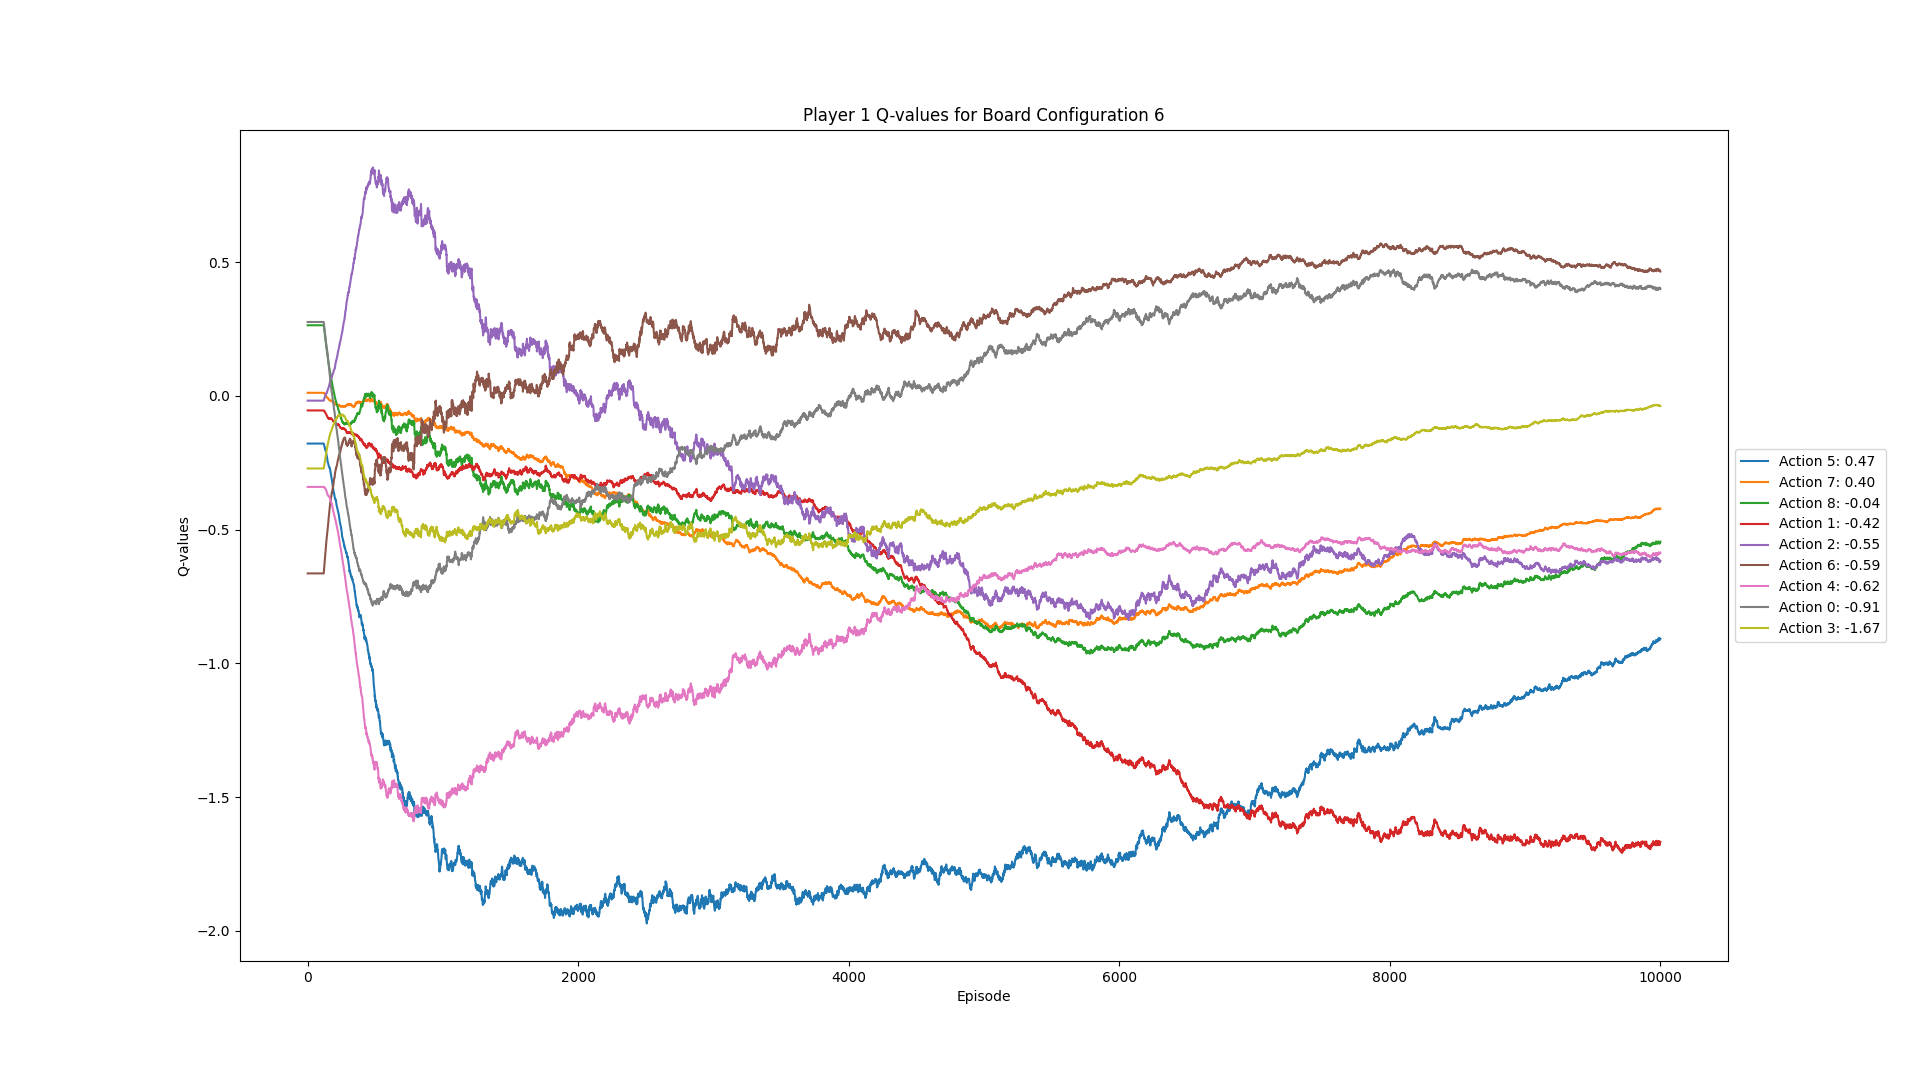 Player 1 Q-values for Board Configuration 6
0.5
0.0
−0.5
−1.0
−1.5
−2.0
Q-values
0
2000
4000
6000
8000
10000
Episode
Action 5: 0.47
Action 7: 0.40
Action 8: -0.04
Action 1: -0.42
Action 2: -0.55
Action 6: -0.59
Action 4: -0.62
Action 0: -0.91
Action 3: -1.67